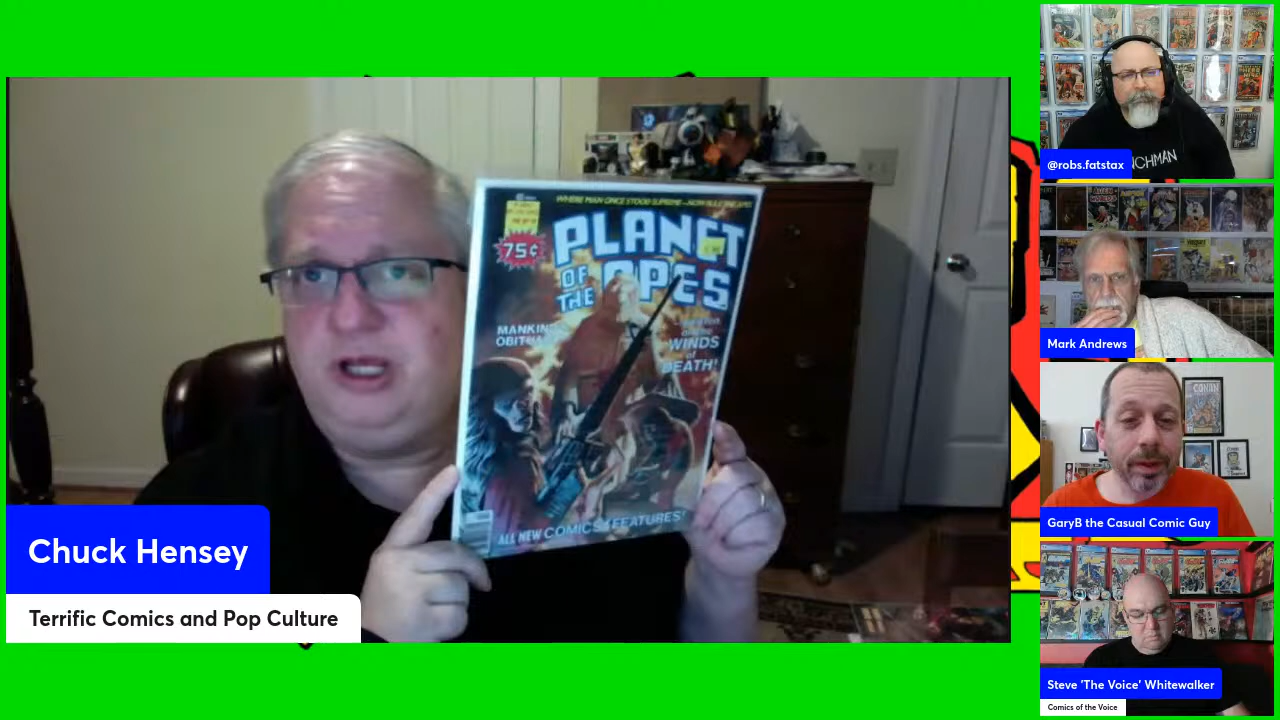 WHERE MAN ONCE STOOD SUPREME—NOW RULE THE APES
75¢
PLANET
OF THE APES
MANKIND
WINDS
of
DEATH!
ALL NEW COMICS & FEATURES!
Chuck Hensey
Terrific Comics and Pop Culture
@robs.fatstax
Mark Andrews
CONAN
GaryB the Casual Comic Guy
Steve 'The Voice' Whitewalker
Comics of the Voice